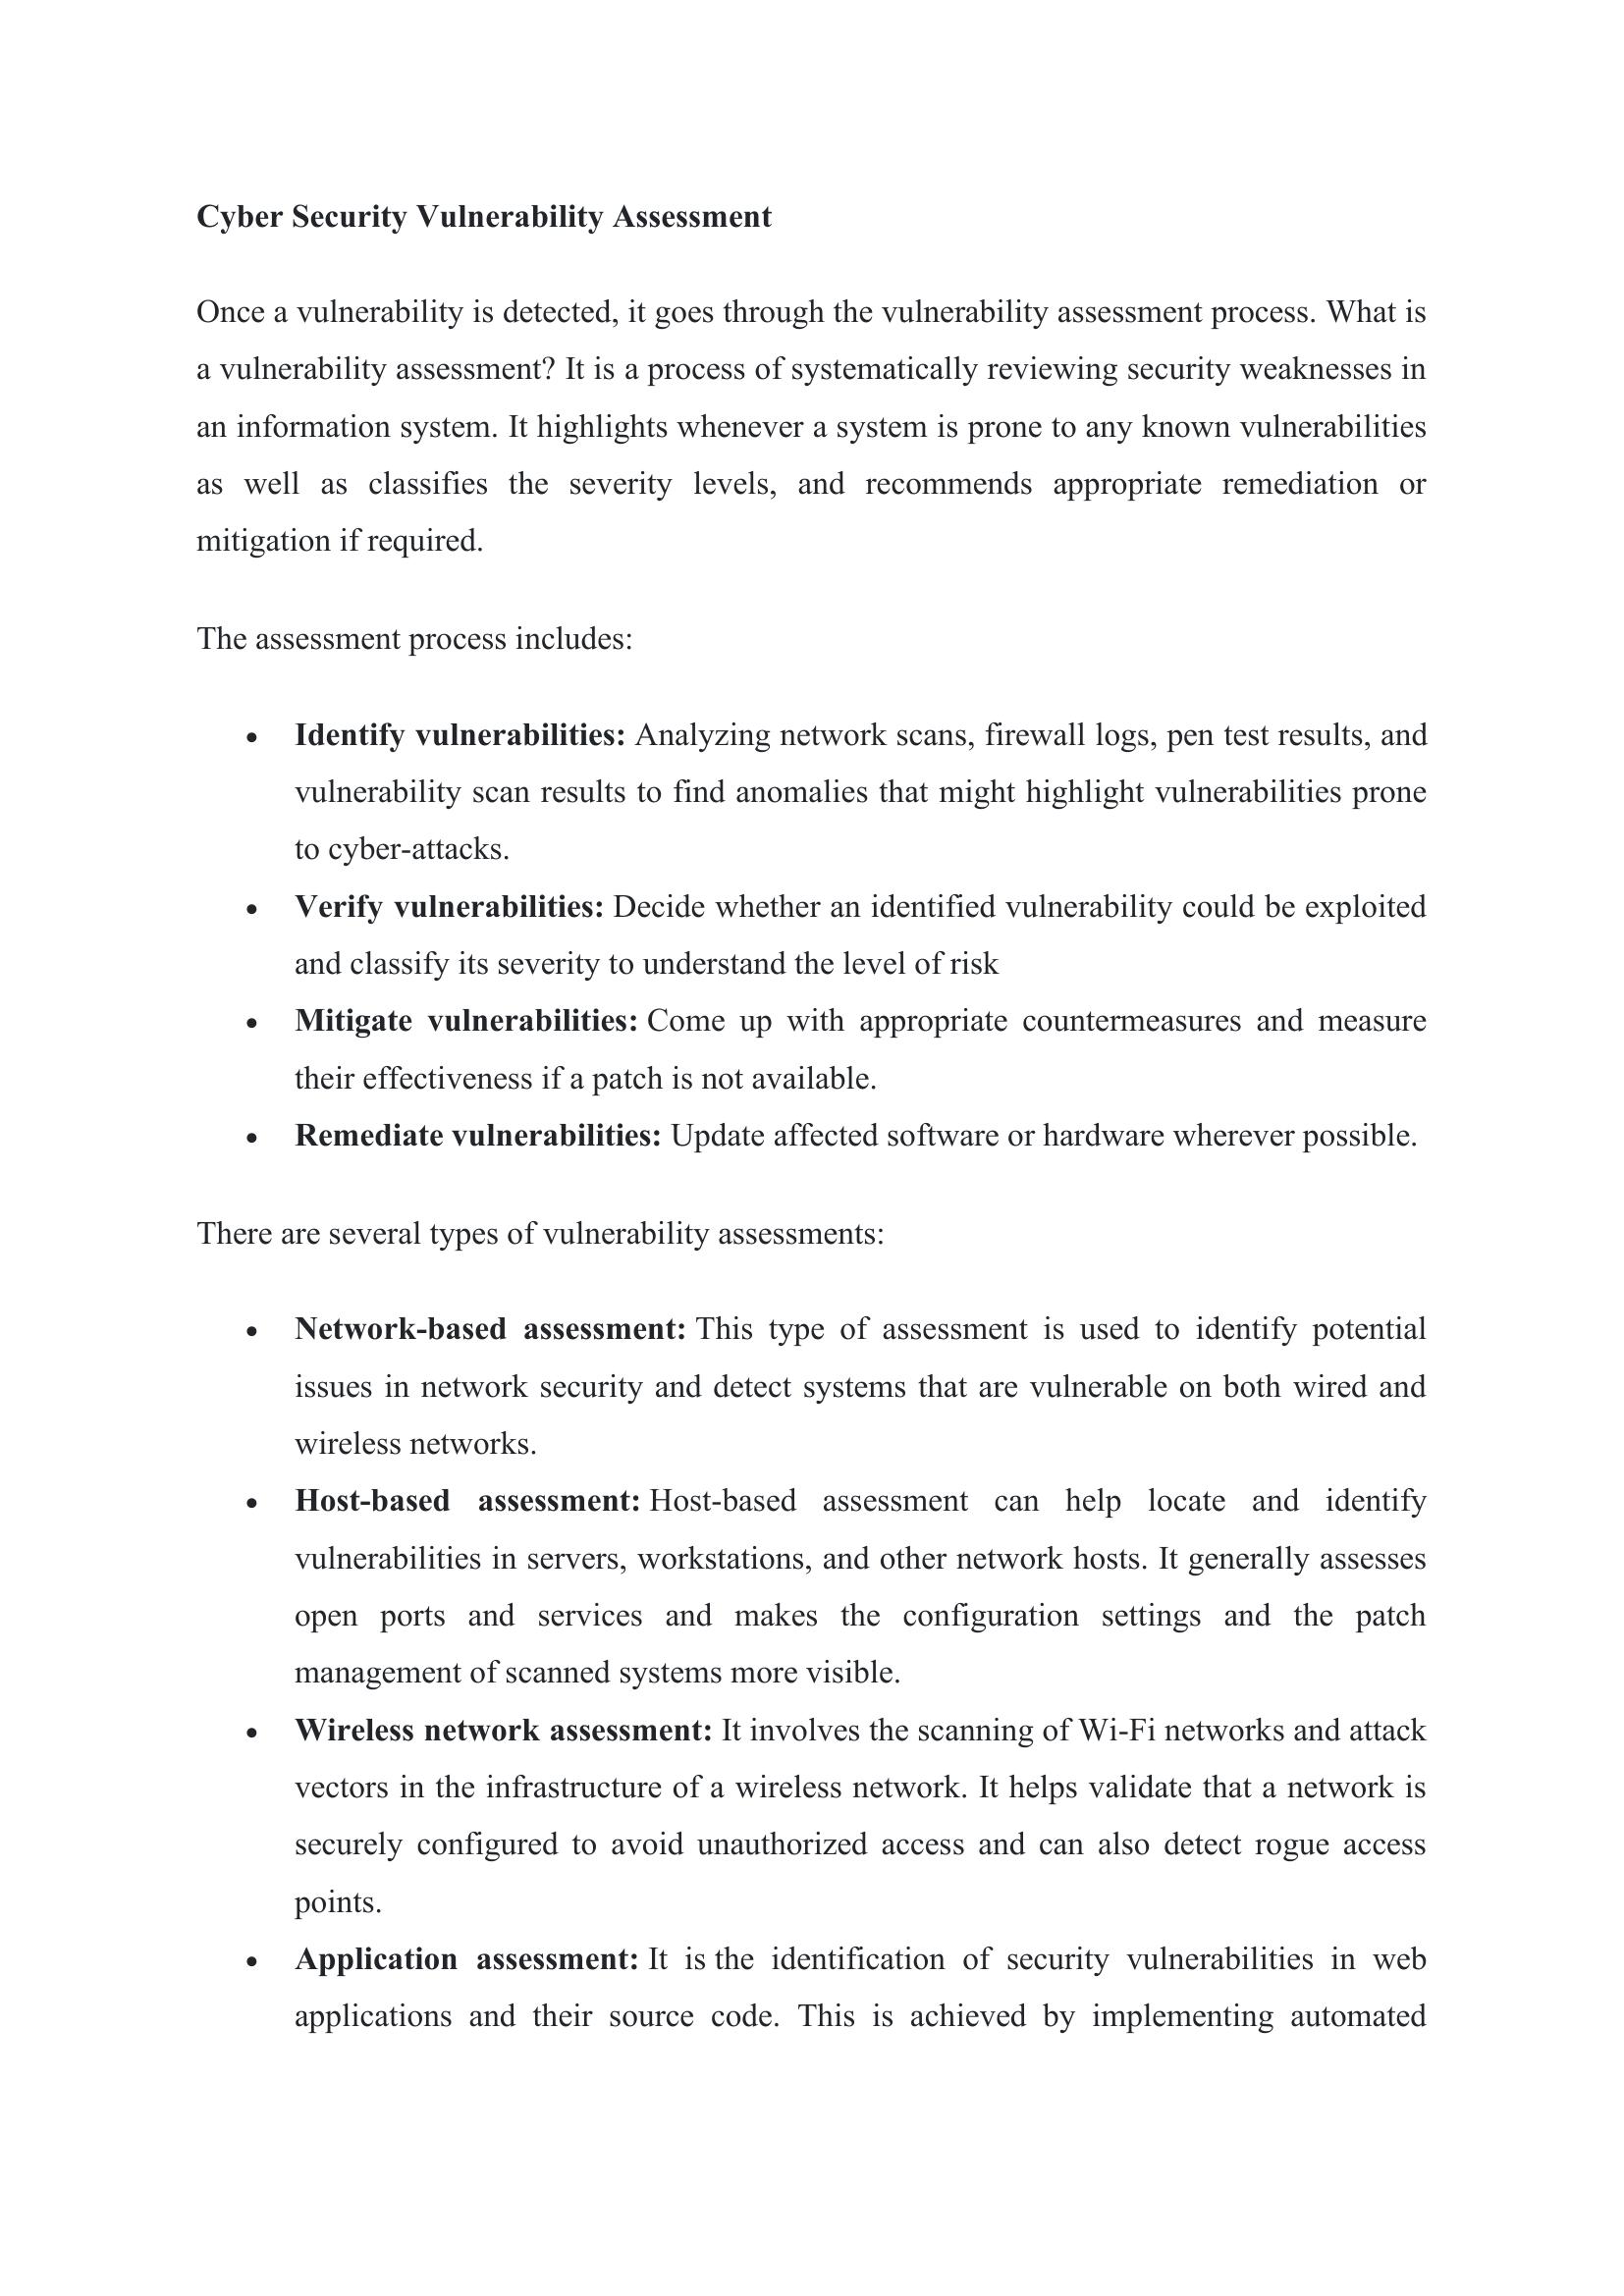 Cyber Security Vulnerability Assessment
Once a vulnerability is detected, it goes through the vulnerability assessment process. What is
a vulnerability assessment? It is a process of systematically reviewing security weaknesses in
an information system. It highlights whenever a system is prone to any known vulnerabilities
as well as classifies the severity levels, and recommends appropriate remediation or
mitigation if required.
The assessment process includes:
• Identify vulnerabilities: Analyzing network scans, firewall logs, pen test results, and
vulnerability scan results to find anomalies that might highlight vulnerabilities prone
to cyber-attacks.
• Verify vulnerabilities: Decide whether an identified vulnerability could be exploited
and classify its severity to understand the level of risk
• Mitigate vulnerabilities: Come up with appropriate countermeasures and measure
their effectiveness if a patch is not available.
• Remediate vulnerabilities: Update affected software or hardware wherever possible.
There are several types of vulnerability assessments:
• Network-based assessment: This type of assessment is used to identify potential
issues in network security and detect systems that are vulnerable on both wired and
wireless networks.
• Host-based assessment: Host-based assessment can help locate and identify
vulnerabilities in servers, workstations, and other network hosts. It generally assesses
open ports and services and makes the configuration settings and the patch
management of scanned systems more visible.
• Wireless network assessment: It involves the scanning of Wi-Fi networks and attack
vectors in the infrastructure of a wireless network. It helps validate that a network is
securely configured to avoid unauthorized access and can also detect rogue access
points.
• Application assessment: It is the identification of security vulnerabilities in web
applications and their source code. This is achieved by implementing automated